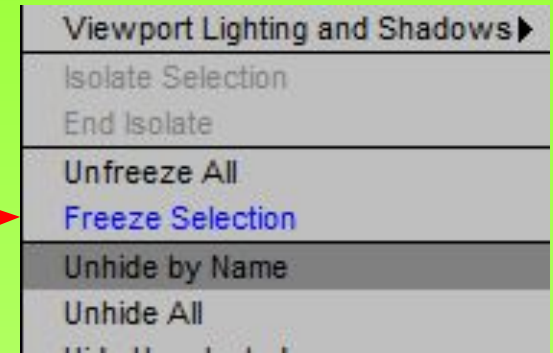 Viewport Lighting and Shadows
Isolate Selection
End Isolate
Unfreeze All
Freeze Selection
Unhide by Name
Unhide All